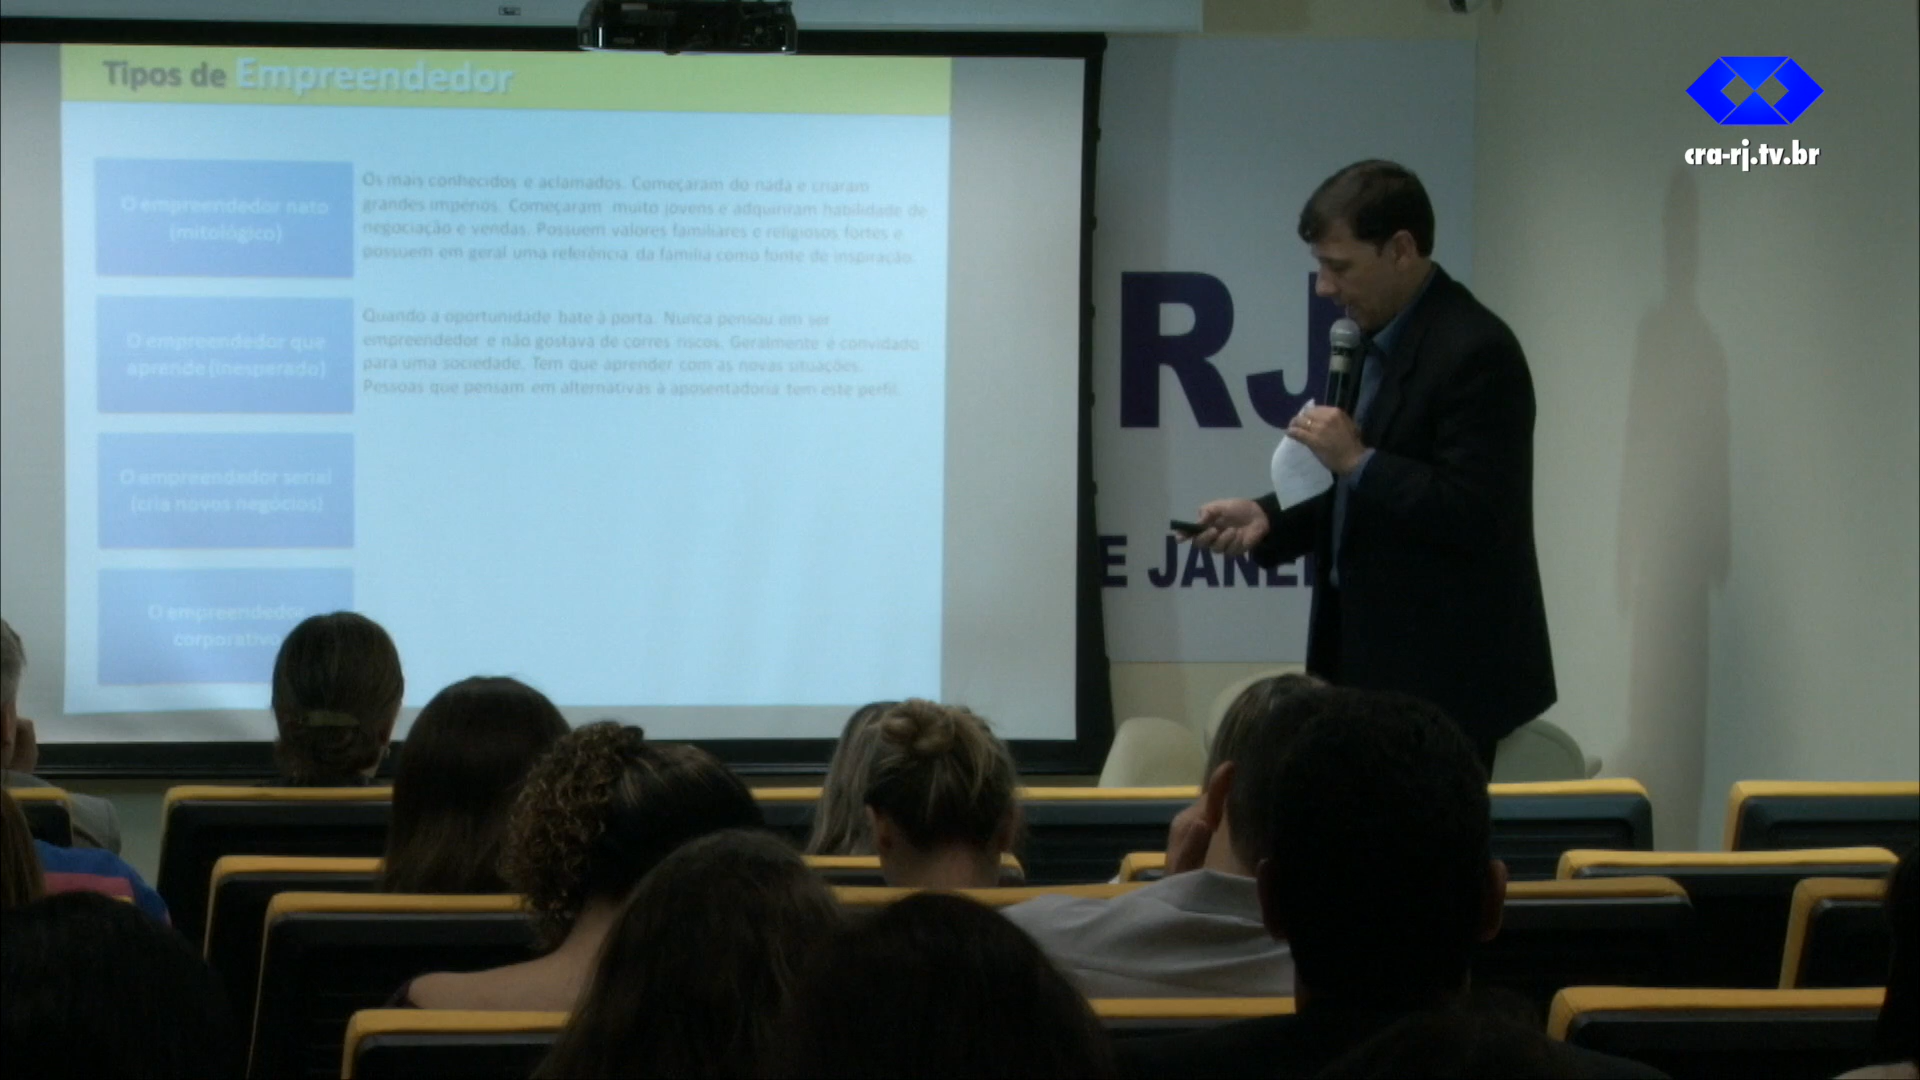 Tipos de Empreendedor
O empreendedor nato
(mitológico)
Os mais conhecidos e aclamados. Começaram do nada e criaram
grandes impérios. Começaram muito jovens e adquiriram habilidade de
negociação e vendas. Possuem valores familiares e religiosos fortes e
possuem em geral uma referência da família como fonte de inspiração.
O empreendedor que
aprende (inesperado)
Quando a oportunidade bate à porta. Nunca pensou em ser
empreendedor e não gostava de corres riscos. Geralmente é convidado
para uma sociedade. Tem que aprender com as novas situações.
Pessoas que pensam em alternativas à aposentadoria tem este perfil.
O empreendedor serial
(cria novos negócios)
O empreendedor
corporativo
RJ
E JANEI
cra-rj.tv.br